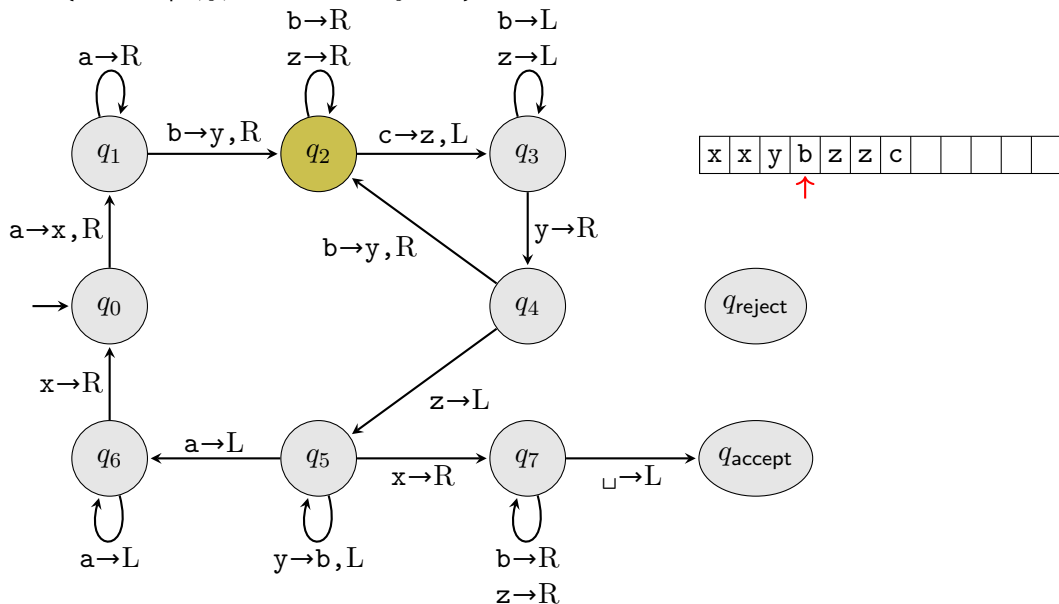 b→R
b→L
z→R
z→L
a→R
b→y,R
c→z,L
q1
q2
q3
x x y b z z c
a→x,R
b→y,R
y→R
q0
q4
qreject
x→R
z→L
a→L
q6
q5
q7
qaccept
x→R
␣→L
a→L
y→b,L
b→R
z→R